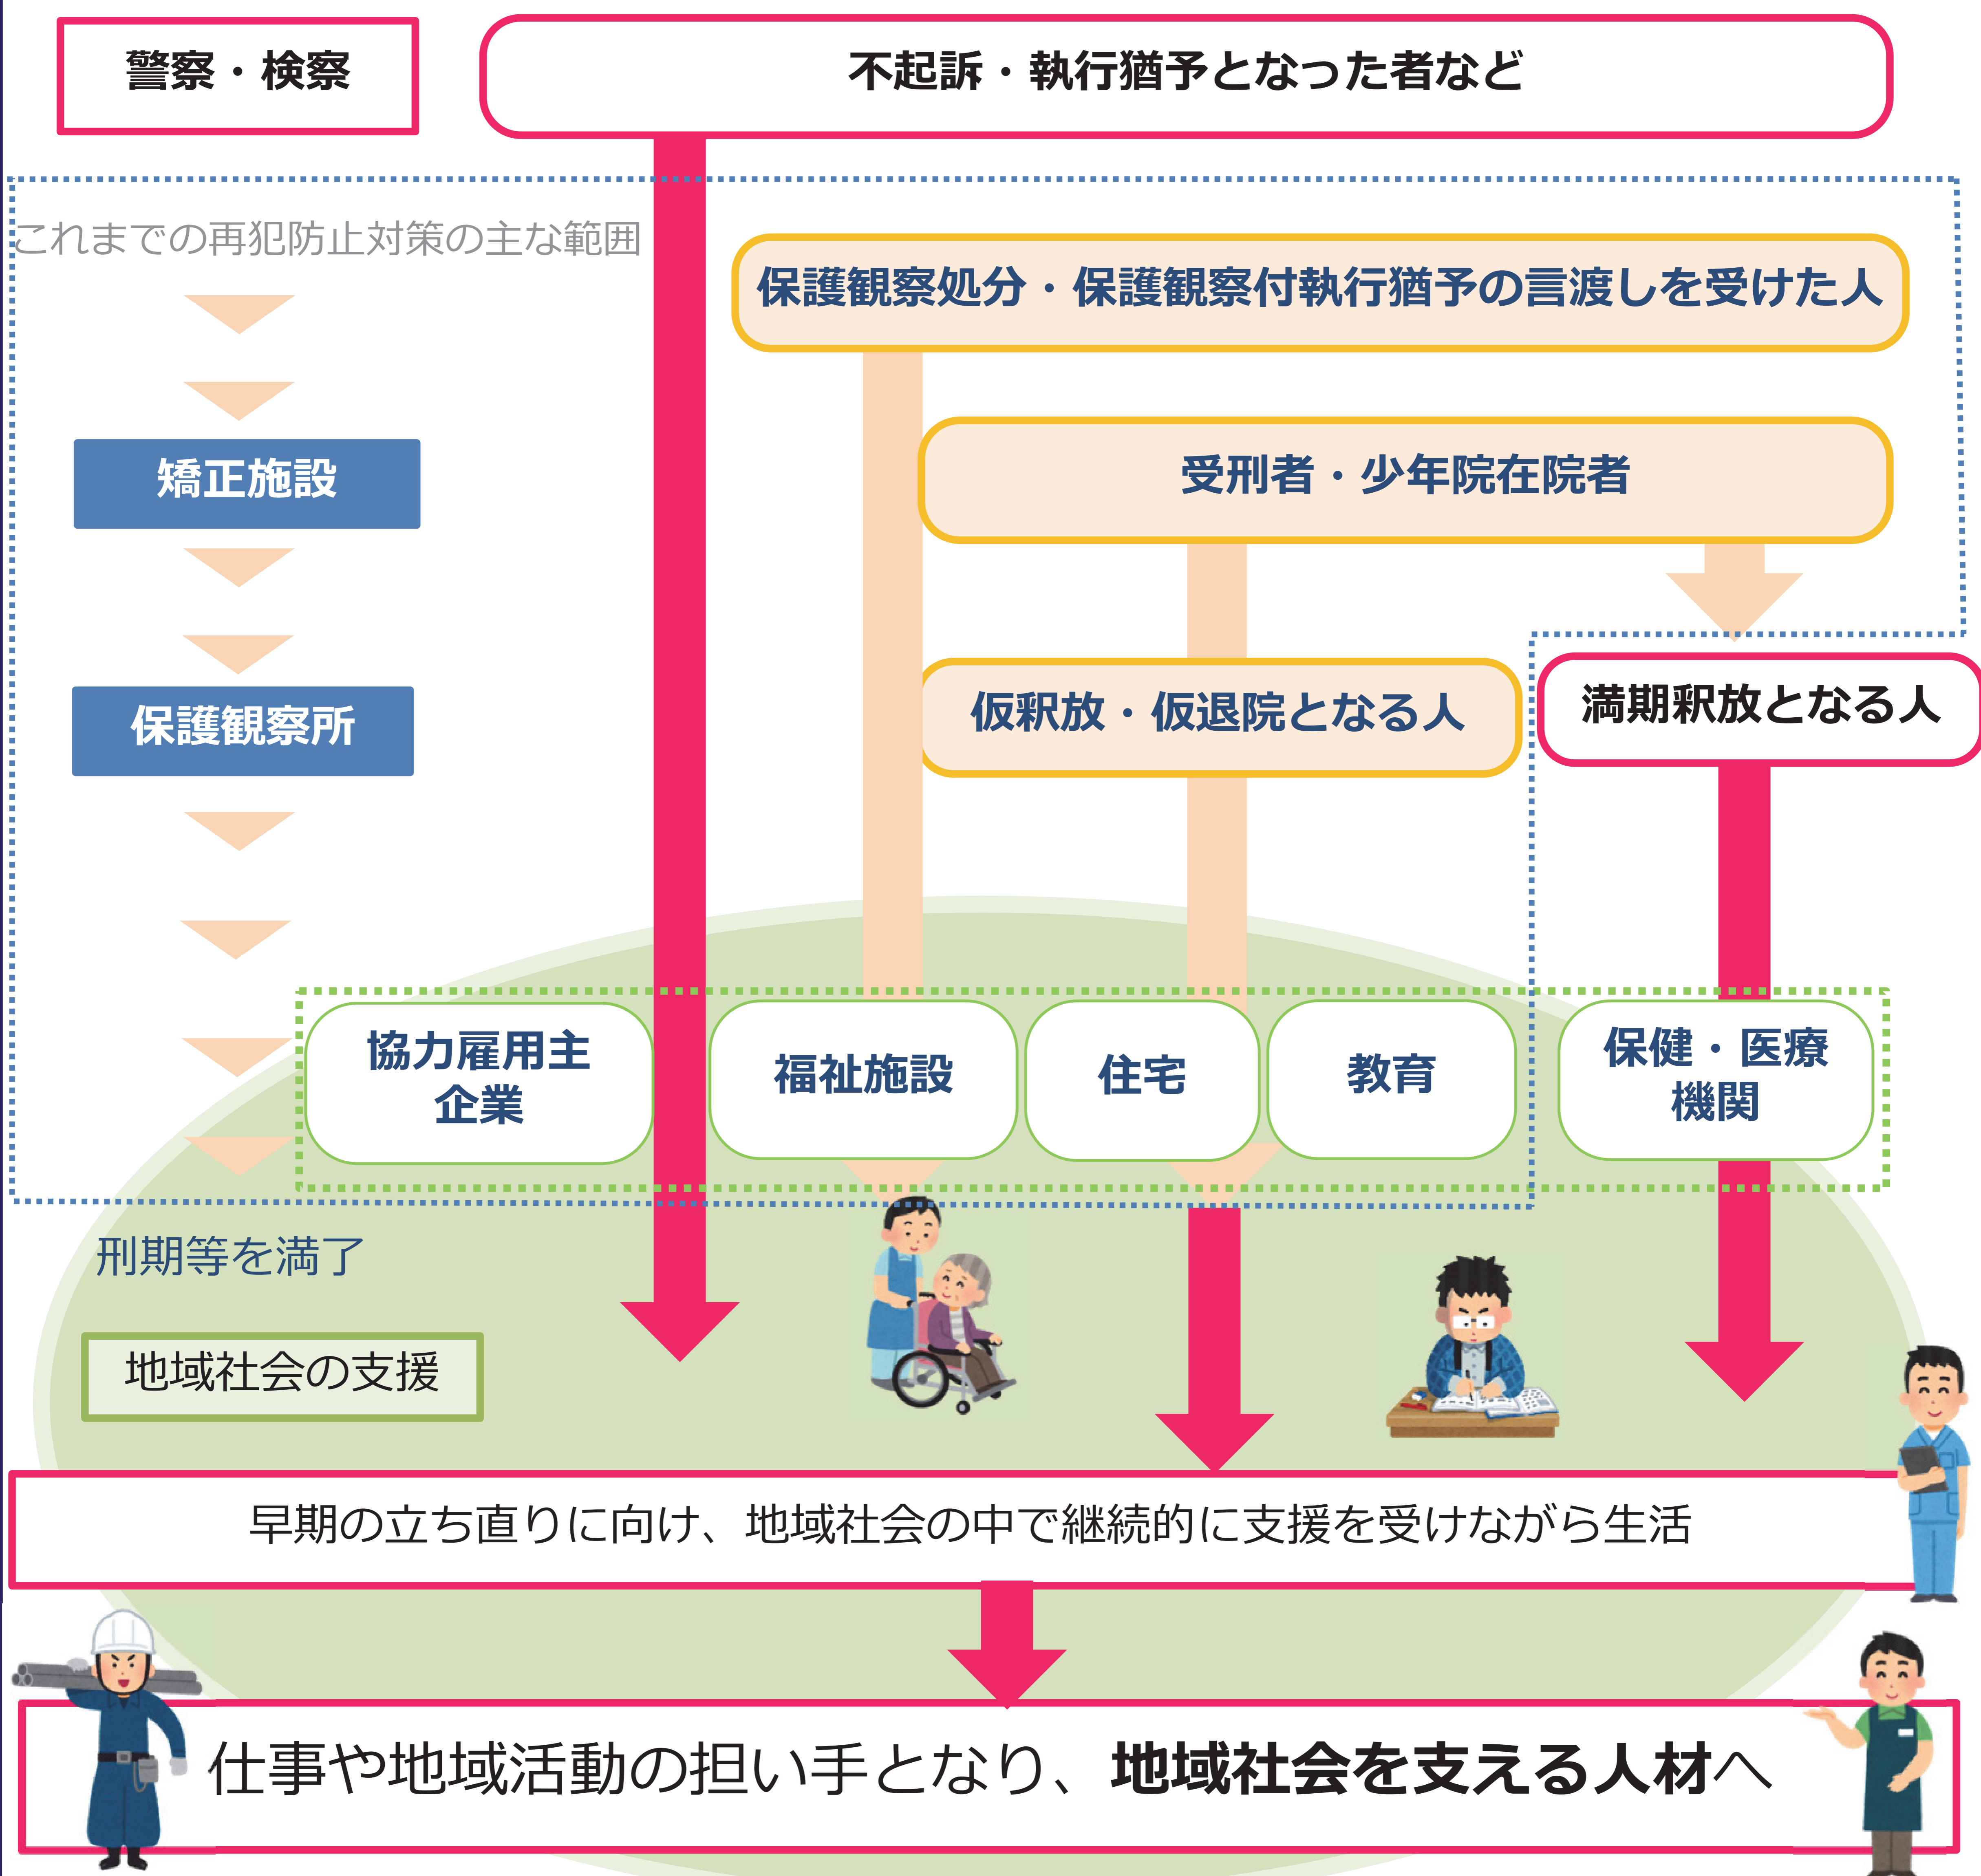 警察・検察
不起訴・執行猶予となった者など
これまでの再犯防止対策の主な範囲
保護観察処分・保護観察付執行猶予の言渡しを受けた人
矯正施設
受刑者・少年院在院者
保護観察所
仮釈放・仮退院となる人
満期釈放となる人
協力雇用主
企業
福祉施設
住宅
教育
保健・医療
機関
刑期等を満了
地域社会の支援
早期の立ち直りに向け、地域社会の中で継続的に支援を受けながら生活
仕事や地域活動の担い手となり、地域社会を支える人材へ